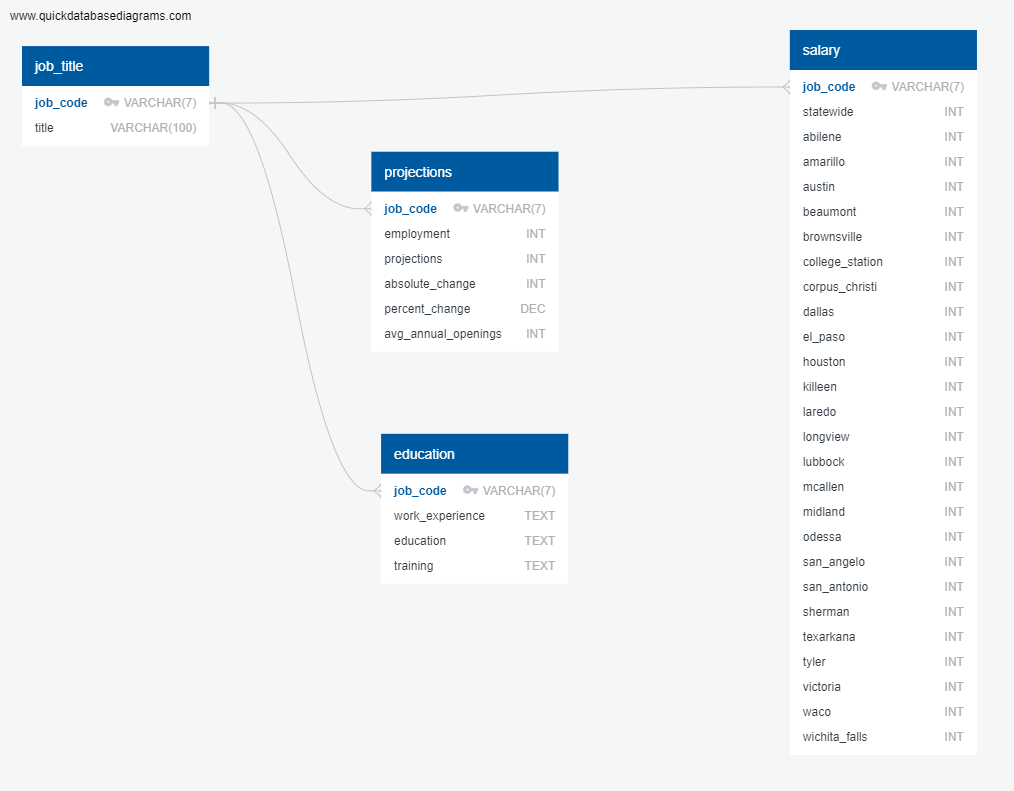 www.quickdatabasediagrams.com
job_title
job_code VARCHAR(7)
title VARCHAR(100)
projections
job_code VARCHAR(7)
employment INT
projections INT
absolute_change INT
percent_change DEC
avg_annual_openings INT
education
job_code VARCHAR(7)
work_experience TEXT
education TEXT
training TEXT
salary
job_code VARCHAR(7)
statewide INT
abilene INT
amarillo INT
austin INT
beaumont INT
brownsville INT
college_station INT
corpus_christi INT
dallas INT
el_paso INT
houston INT
killeen INT
laredo INT
longview INT
lubbock INT
mcallen INT
midland INT
odessa INT
san_angelo INT
san_antonio INT
sherman INT
texarkana INT
tyler INT
victoria INT
waco INT
wichita_falls INT